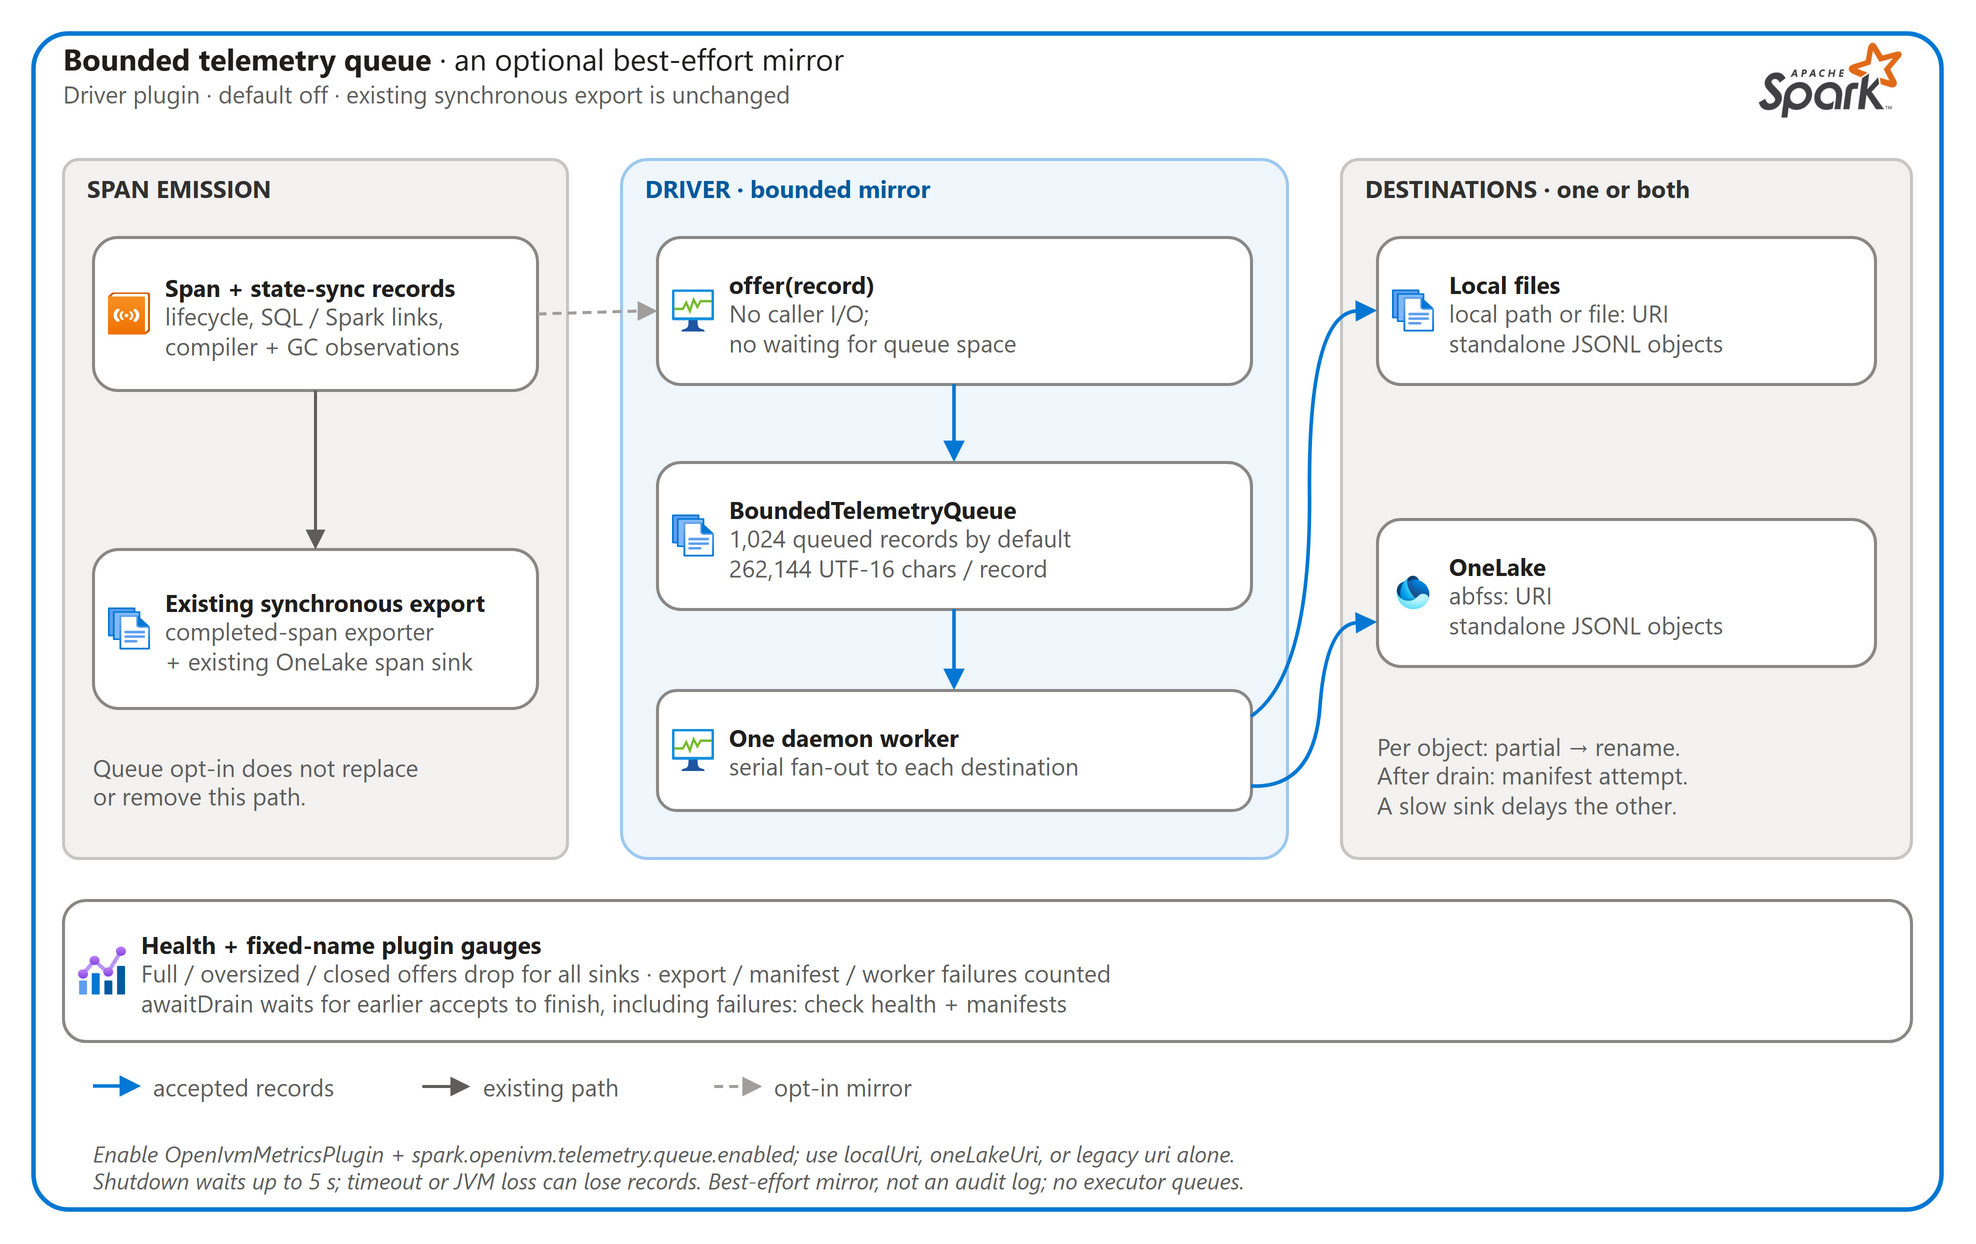 Bounded telemetry queue · an optional best-effort mirror
Driver plugin · default off · existing synchronous export is unchanged
APACHE
Spark™
SPAN EMISSION
Span + state-sync records
lifecycle, SQL / Spark links,
compiler + GC observations
Existing synchronous export
completed-span exporter
+ existing OneLake span sink
Queue opt-in does not replace
or remove this path.
DRIVER · bounded mirror
offer(record)
No caller I/O;
no waiting for queue space
BoundedTelemetryQueue
1,024 queued records by default
262,144 UTF-16 chars / record
One daemon worker
serial fan-out to each destination
DESTINATIONS · one or both
Local files
local path or file: URI
standalone JSONL objects
OneLake
abfss: URI
standalone JSONL objects
Per object: partial → rename.
After drain: manifest attempt.
A slow sink delays the other.
Health + fixed-name plugin gauges
Full / oversized / closed offers drop for all sinks · export / manifest / worker failures counted
awaitDrain waits for earlier accepts to finish, including failures: check health + manifests
accepted records
existing path
opt-in mirror
Enable OpenIvmMetricsPlugin + spark.openivm.telemetry.queue.enabled; use localUri, oneLakeUri, or legacy uri alone.
Shutdown waits up to 5 s; timeout or JVM loss can lose records. Best-effort mirror, not an audit log; no executor queues.